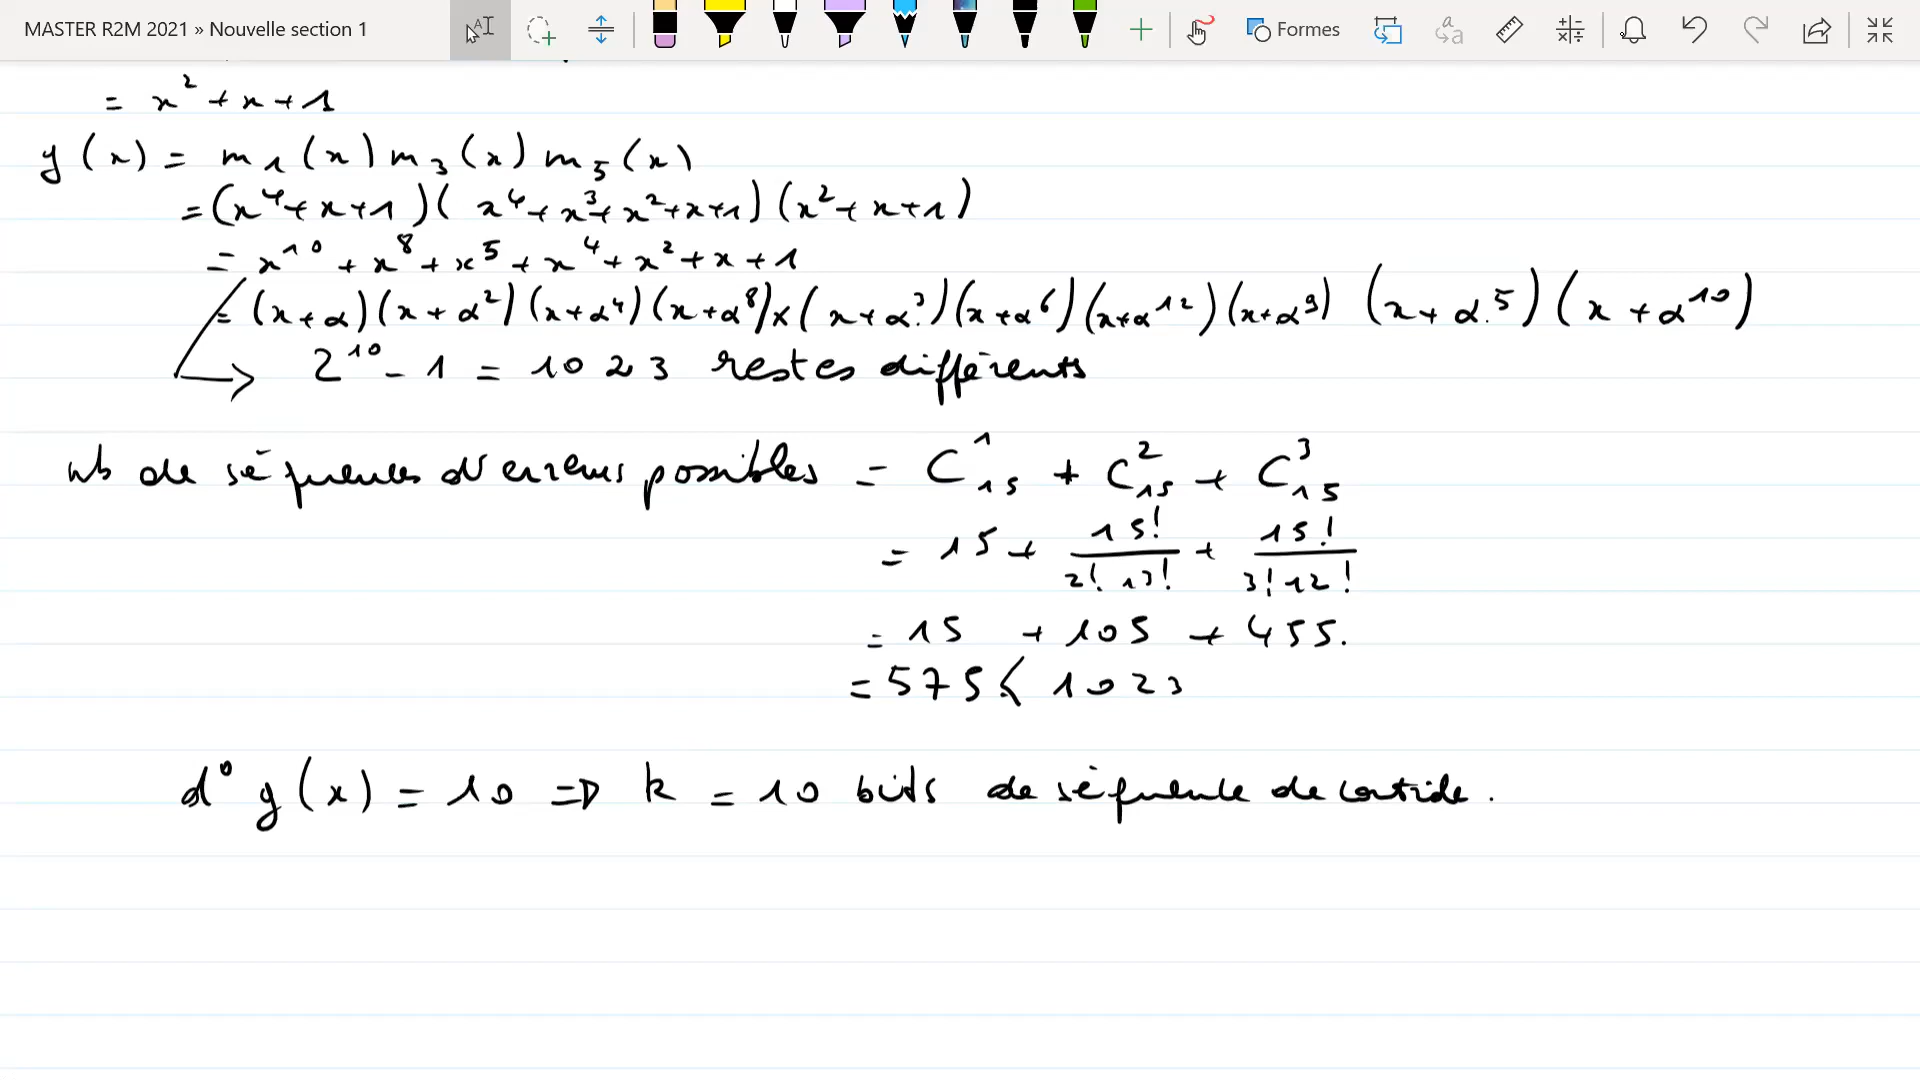 MASTER R2M 2021 » Nouvelle section 1 Formes
= x² + x + 1
g(x) = m₁(x) m₃(x) m₅(x)
= (x⁴ + x + 1)(x⁴ + x³ + x² + x + 1)(x² + x + 1)
= x¹⁰ + x⁸ + x⁵ + x⁴ + x² + x + 1
= (x+α)(x+α²)(x+α⁴)(x+α⁸)×(x+α³)(x+α⁶)(x+α¹²)(x+α⁹) (x+α⁵)(x+α¹⁰)
→ 2¹⁰ - 1 = 1023 restes différents
nb de séquences d'erreurs possibles = C¹₁₅ + C²₁₅ + C³₁₅
= 15 + 15!/(2! 13!) + 15!/(3! 12!)
= 15 + 105 + 455.
= 575 < 1023
d° g(x) = 10 => k = 10 bits de séquence de contrôle.